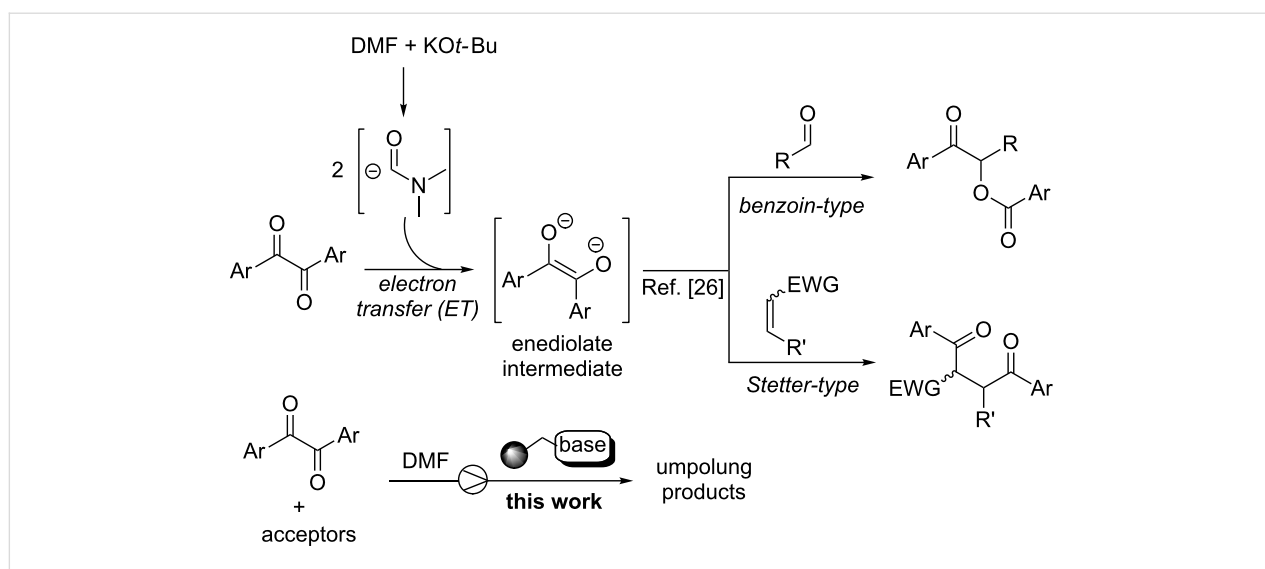 DMF + KOt-Bu
2
⊖
O
N
O
Ar
Ar
O
electron
transfer (ET)
O⊖
⊖
O
Ar
Ar
enediolate
intermediate
Ref. [26]
O
R
benzoin-type
O
R
Ar
O
Ar
O
EWG
R'
Stetter-type
Ar
O
O
EWG
Ar
R'
O
Ar
Ar
O
+
acceptors
DMF
base
this work
umpolung
products